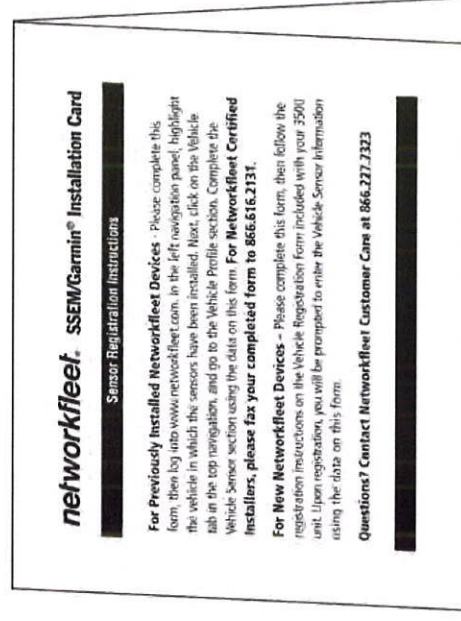 networkfleet. SSEM/Garmin® Installation Card
Sensor Registration Instructions
For Previously Installed Networkfleet Devices - Please complete this
form, then log into www.networkfleet.com. In the left navigation panel, highlight
the vehicle in which the sensors have been installed. Next, click on the Vehicle
tab in the top navigation, and go to the Vehicle Profile section. Complete the
Vehicle Sensor section using the data on this form. For Networkfleet Certified
Installers, please fax your completed form to 866.616.2131.
For New Networkfleet Devices – Please complete this form, then follow the
registration instructions on the Vehicle Registration Form included with your 3500
unit. Upon registration, you will be prompted to enter the Vehicle Sensor Information
using the data on this form.
Questions? Contact Networkfleet Customer Care at 866.227.7323